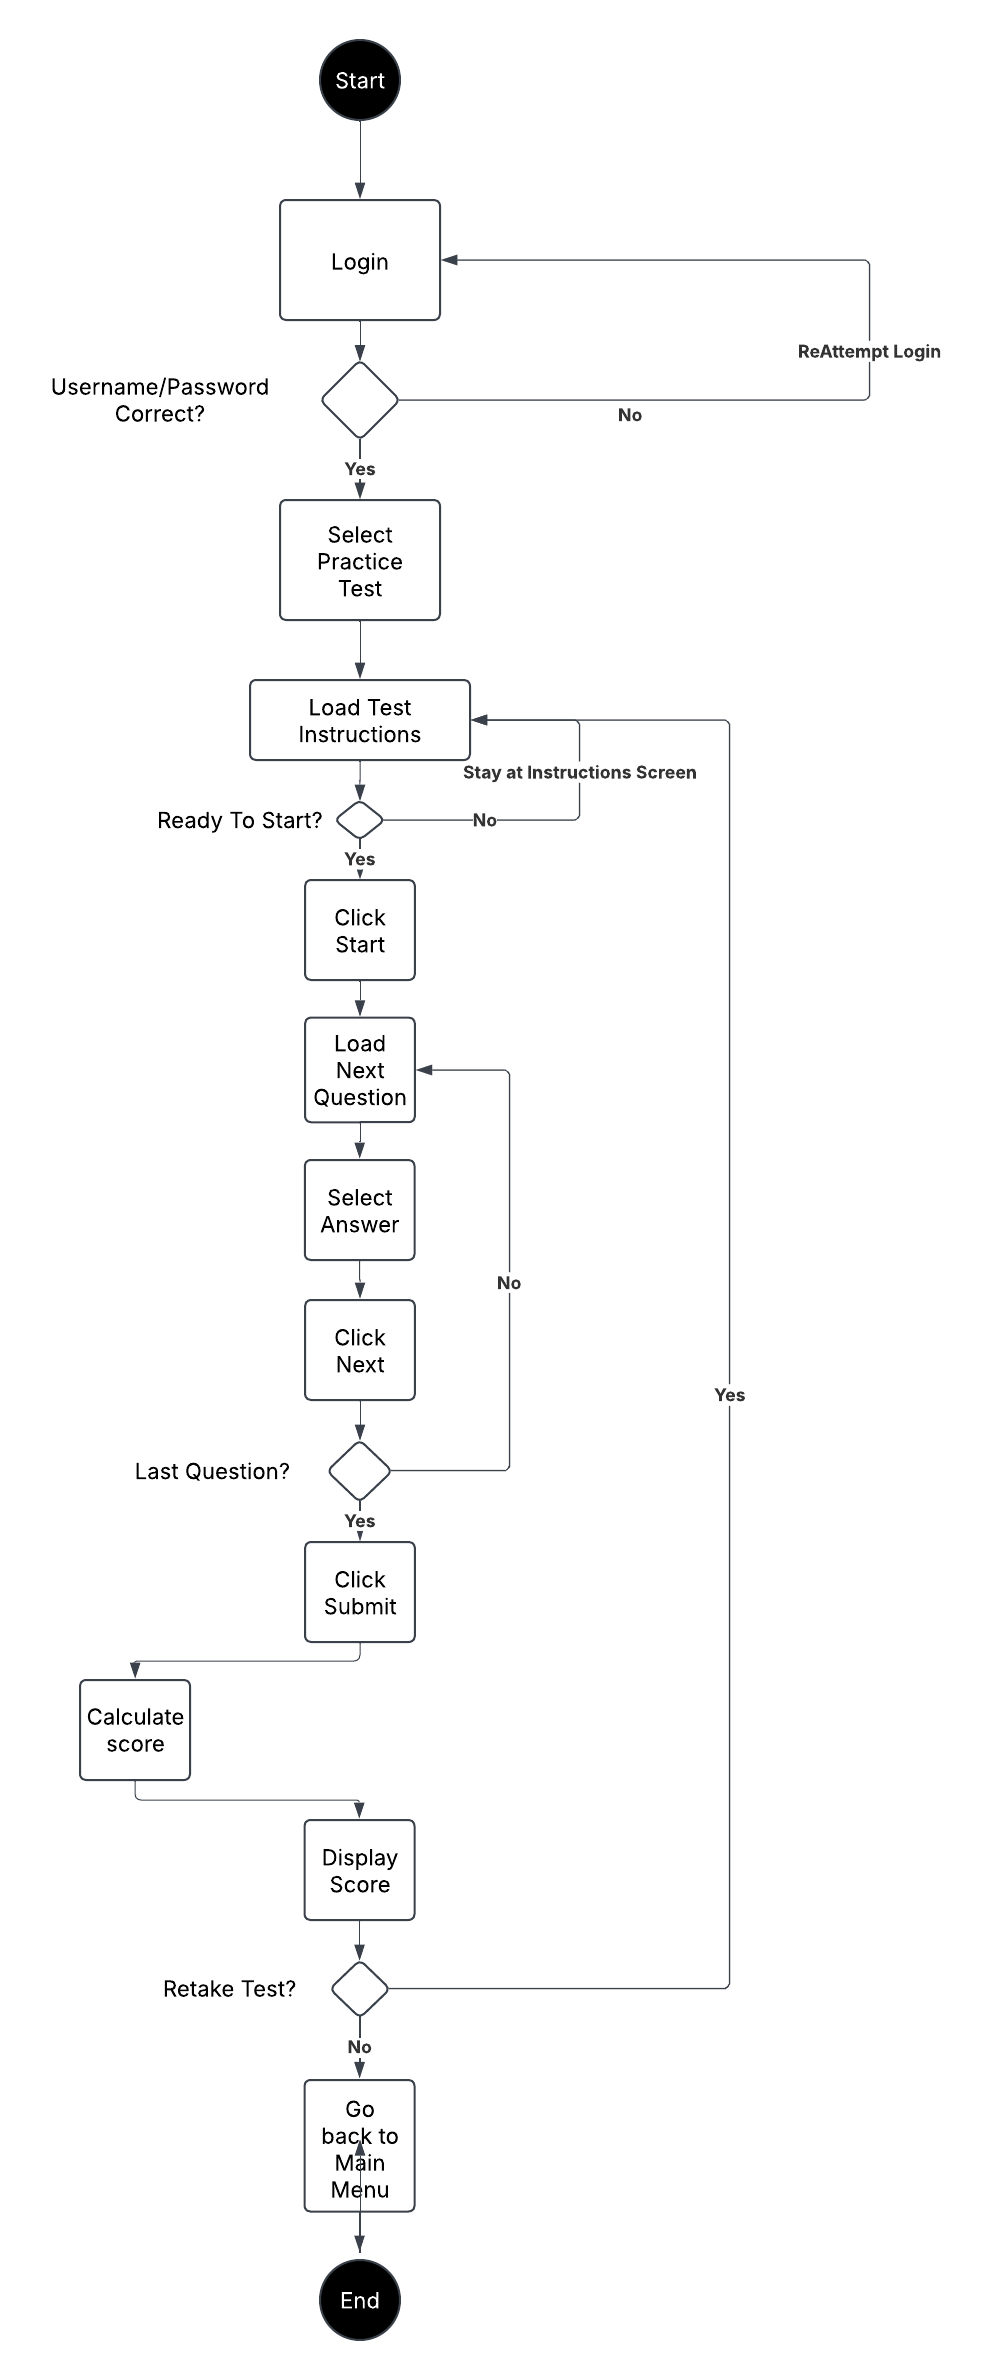 Start
Login
ReAttempt Login
Username/Password
Correct?
No
Yes
Select
Practice
Test
Load Test
Instructions
Stay at Instructions Screen
Ready To Start?
No
Yes
Click
Start
Load
Next
Question
Select
Answer
No
Click
Next
Yes
Last Question?
Yes
Click
Submit
Calculate
score
Display
Score
Retake Test?
No
Go
back to
Main
Menu
End